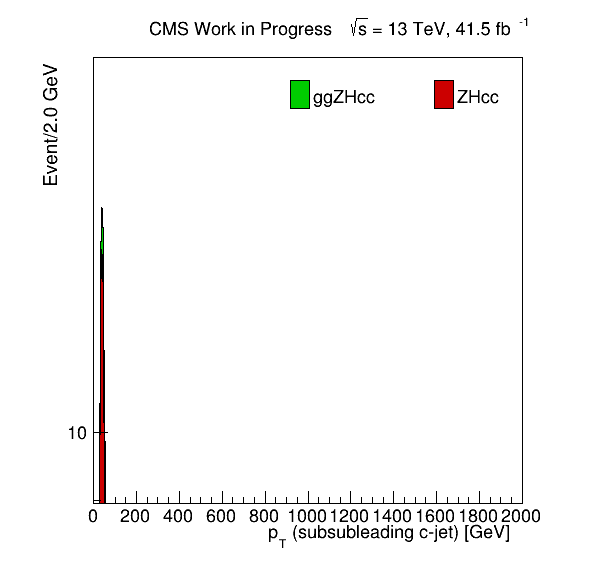 CMS Work in Progress √s = 13 TeV, 41.5 fb -1
Event/2.0 GeV
ggZHcc ZHcc
10
0 200 400 600 800 1000 1200 1400 1600 1800 2000
pT (subsubleading c-jet) [GeV]